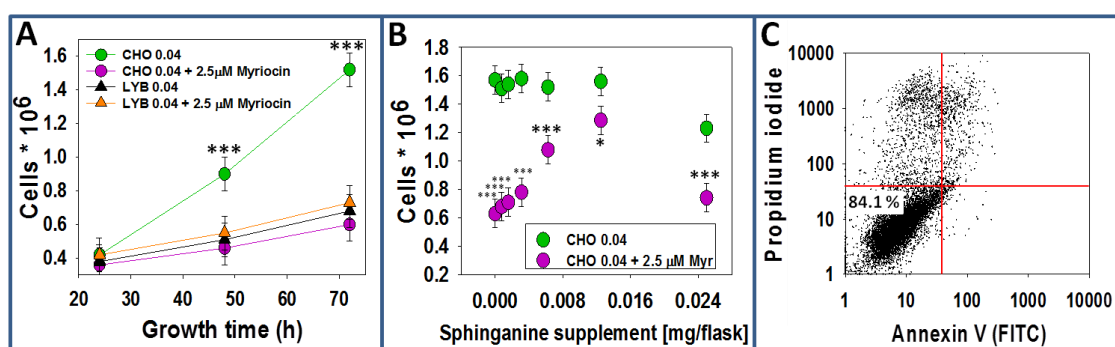 A
CHO 0.04
CHO 0.04 + 2.5μM Myriocin
LYB 0.04
LYB 0.04 + 2.5 μM Myriocin
***
***
Cells * 10^6
1.6
1.4
1.2
1.0
0.8
0.6
0.4
20 30 40 50 60 70
Growth time (h)
B
Cells * 10^6
1.8
1.6
1.4
1.2
1.0
0.8
0.6
0.4
0.2
***
***
***
***
***
*
***
CHO 0.04
CHO 0.04 + 2.5 μM Myr
0.000 0.008 0.016 0.024
Sphinganine supplement [mg/flask]
C
Propidium iodide
10000
1000
100
10
1
84.1 %
1 10 100 1000 10000
Annexin V (FITC)